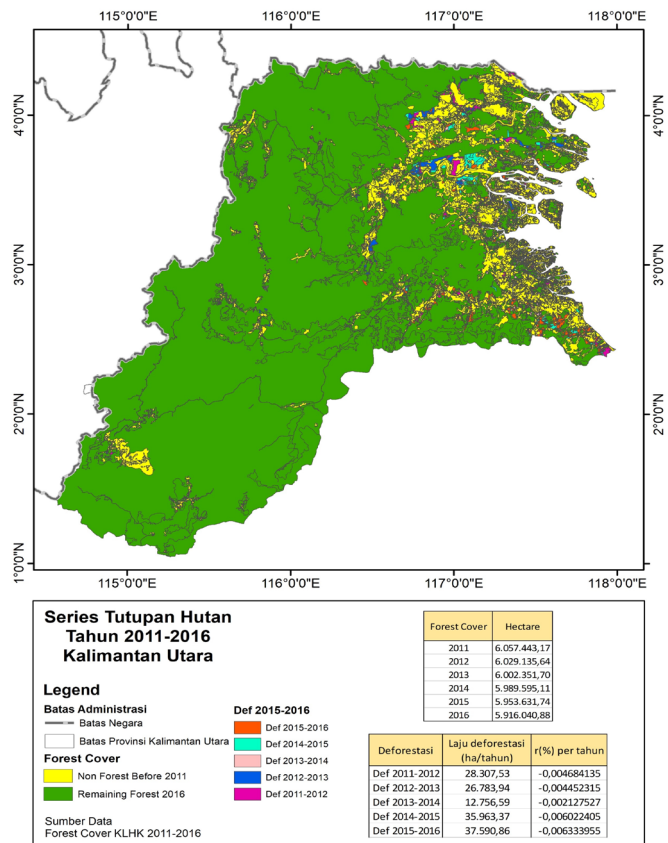 115°0'0"E 116°0'0"E 117°0'0"E 118°0'0"E
4°0'0"N 4°0'0"N
3°0'0"N 3°0'0"N
2°0'0"N 2°0'0"N
1°0'0"N 1°0'0"N
115°0'0"E 116°0'0"E 117°0'0"E 118°0'0"E
Series Tutupan Hutan
Tahun 2011-2016
Kalimantan Utara
Legend
Batas Administrasi
Batas Negara
Batas Provinsi Kalimantan Utara
Forest Cover
Non Forest Before 2011
Remaining Forest 2016
Sumber Data
Forest Cover KLHK 2011-2016
Def 2015-2016
Def 2015-2016
Def 2014-2015
Def 2013-2014
Def 2012-2013
Def 2011-2012
Forest Cover Hectare
2011 6.057.443,17
2012 6.029.135,64
2013 6.002.351,70
2014 5.989.595,11
2015 5.953.631,74
2016 5.916.040,88
Deforestasi Laju deforestasi (ha/tahun) r(%) per tahun
Def 2011-2012 28.307,53 -0,004684135
Def 2012-2013 26.783,94 -0,004452315
Def 2013-2014 12.756,59 -0,002127527
Def 2014-2015 35.963,37 -0,006022405
Def 2015-2016 37.590,86 -0,006333955